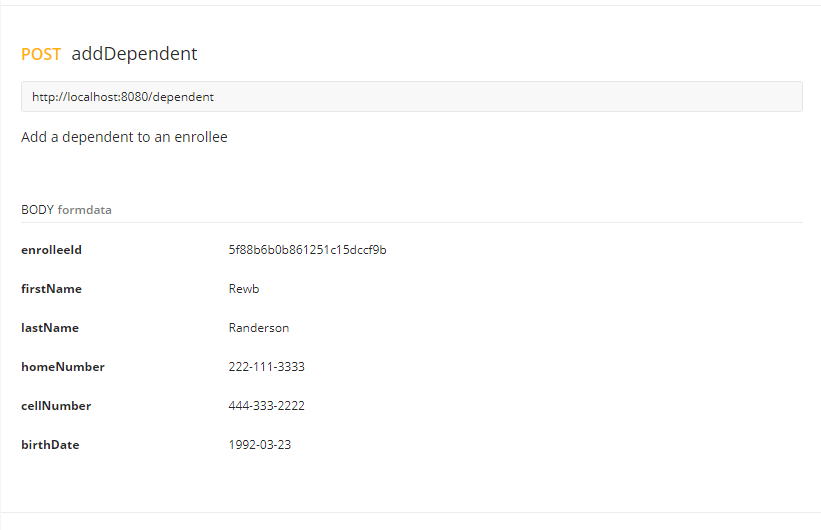 POST addDependent
http://localhost:8080/dependent
Add a dependent to an enrollee
BODY formdata
enrolleeId 5f88b6b0b861251c15dccf9b
firstName Rewb
lastName Randerson
homeNumber 222-111-3333
cellNumber 444-333-2222
birthDate 1992-03-23